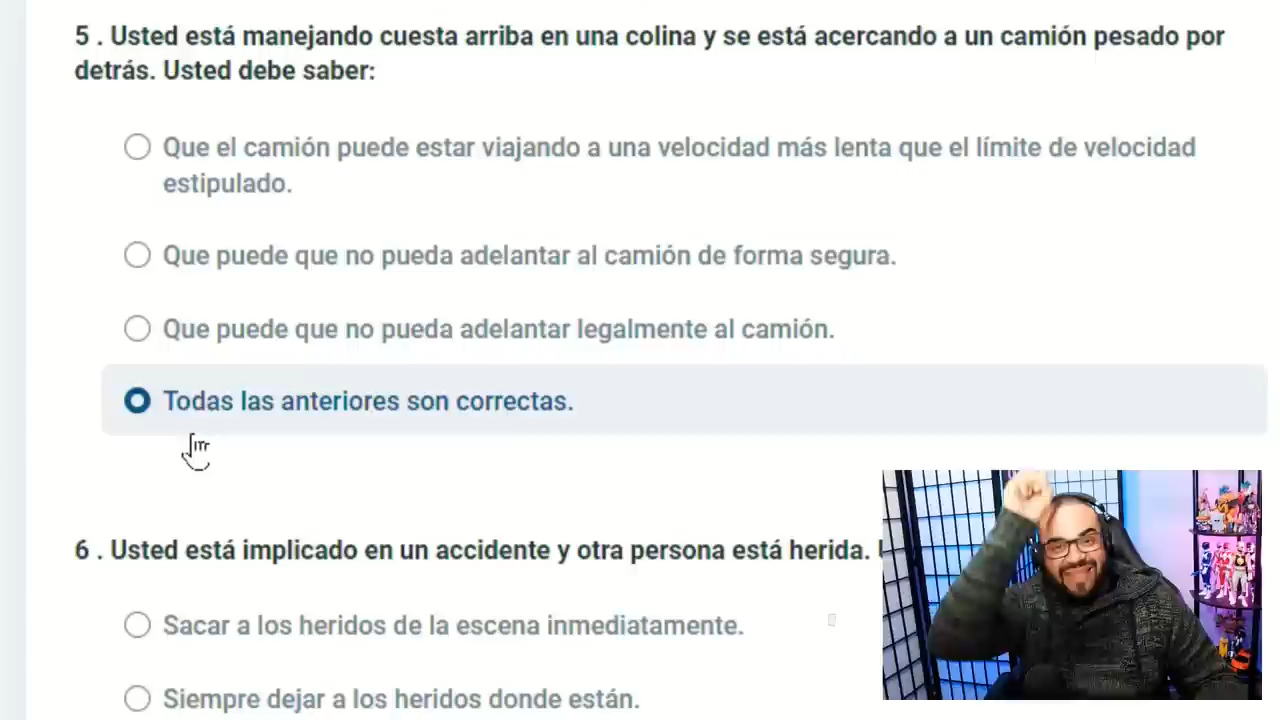 5 . Usted está manejando cuesta arriba en una colina y se está acercando a un camión pesado por
detrás. Usted debe saber:
Que el camión puede estar viajando a una velocidad más lenta que el límite de velocidad
estipulado.
Que puede que no pueda adelantar al camión de forma segura.
Que puede que no pueda adelantar legalmente al camión.
Todas las anteriores son correctas.
6 . Usted está implicado en un accidente y otra persona está herida.
Sacar a los heridos de la escena inmediatamente.
Siempre dejar a los heridos donde están.